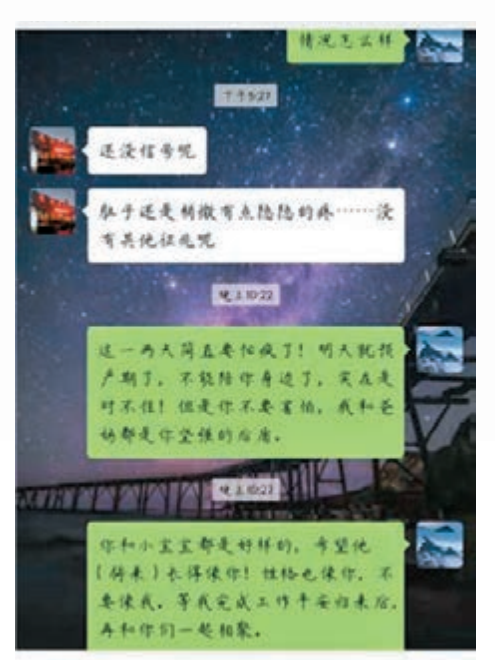 情况怎么样
下午5:27
还没信号呢
肚子还是稍微有点隐隐的疼……没
有其他征兆呢
晚上10:22
这一两天简直要忙疯了！明天就预
产期了，不能陪你身边了，实在是
对不住！但是你不要害怕，我和爸
妈都是你坚强的后盾。
晚上10:27
你和小宝宝都是好样的，希望他
（将来）长得像你！性格也像你，不
要像我。等我完成工作平安归来后，
再和你们一起相聚。